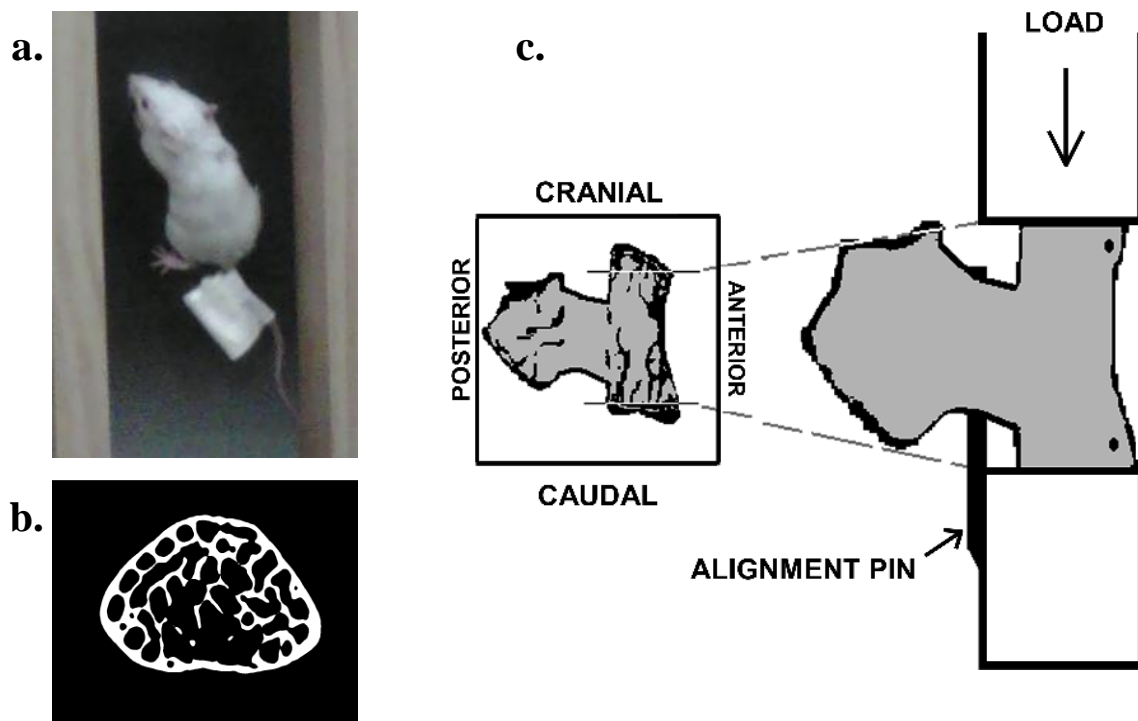 a.
b.
c.
LOAD
CRANIAL
POSTERIOR
ANTERIOR
CAUDAL
ALIGNMENT PIN